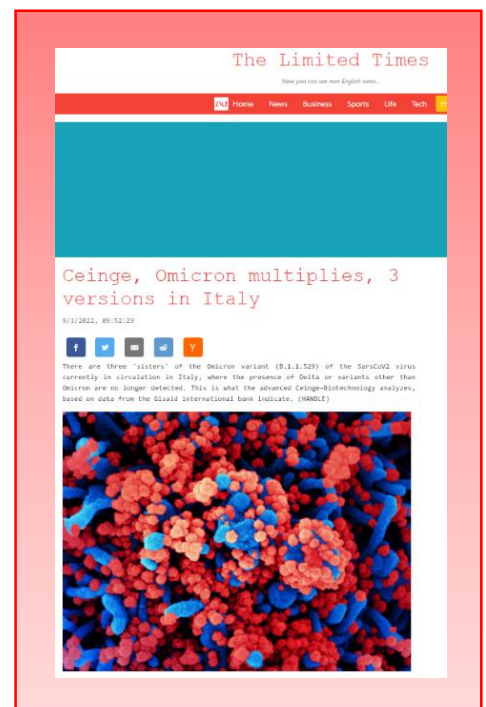 The Limited Times
Now you can see non-English news...
Home News Business Sports Life Tech
Ceinge, Omicron multiplies, 3
versions in Italy
9/3/2022, 09:52:29
There are three 'sisters' of the Omicron variant (B.1.1.529) of the SarsCoV2 virus
currently in circulation in Italy, where the presence of Delta or variants other than
Omicron are no longer detected. This is what the advanced Ceinge-Biotechnology analyzes,
based on data from the Gisaid international bank indicate. (HANDLE)